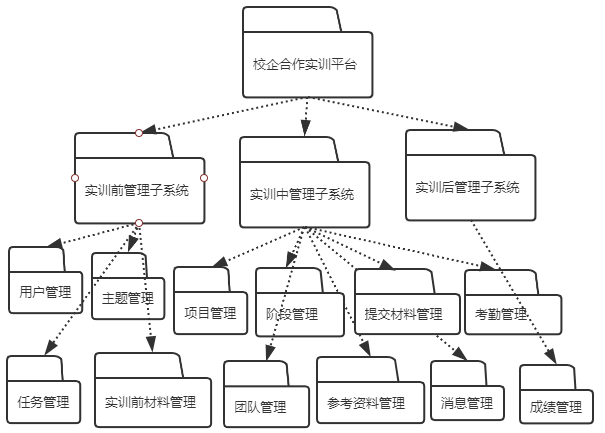 校企合作实训平台
实训前管理子系统
实训中管理子系统
实训后管理子系统
用户管理
主题管理
项目管理
阶段管理
提交材料管理
考勤管理
任务管理
实训前材料管理
团队管理
参考资料管理
消息管理
成绩管理